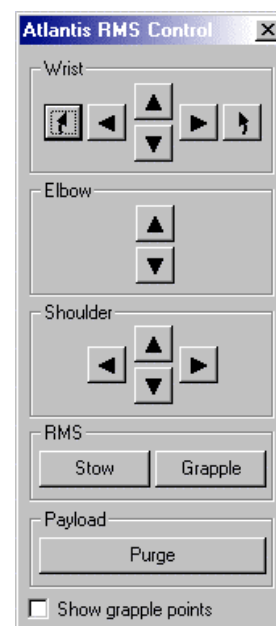 Atlantis RMS Control
Wrist
Elbow
Shoulder
RMS
Stow Grapple
Payload
Purge
Show grapple points